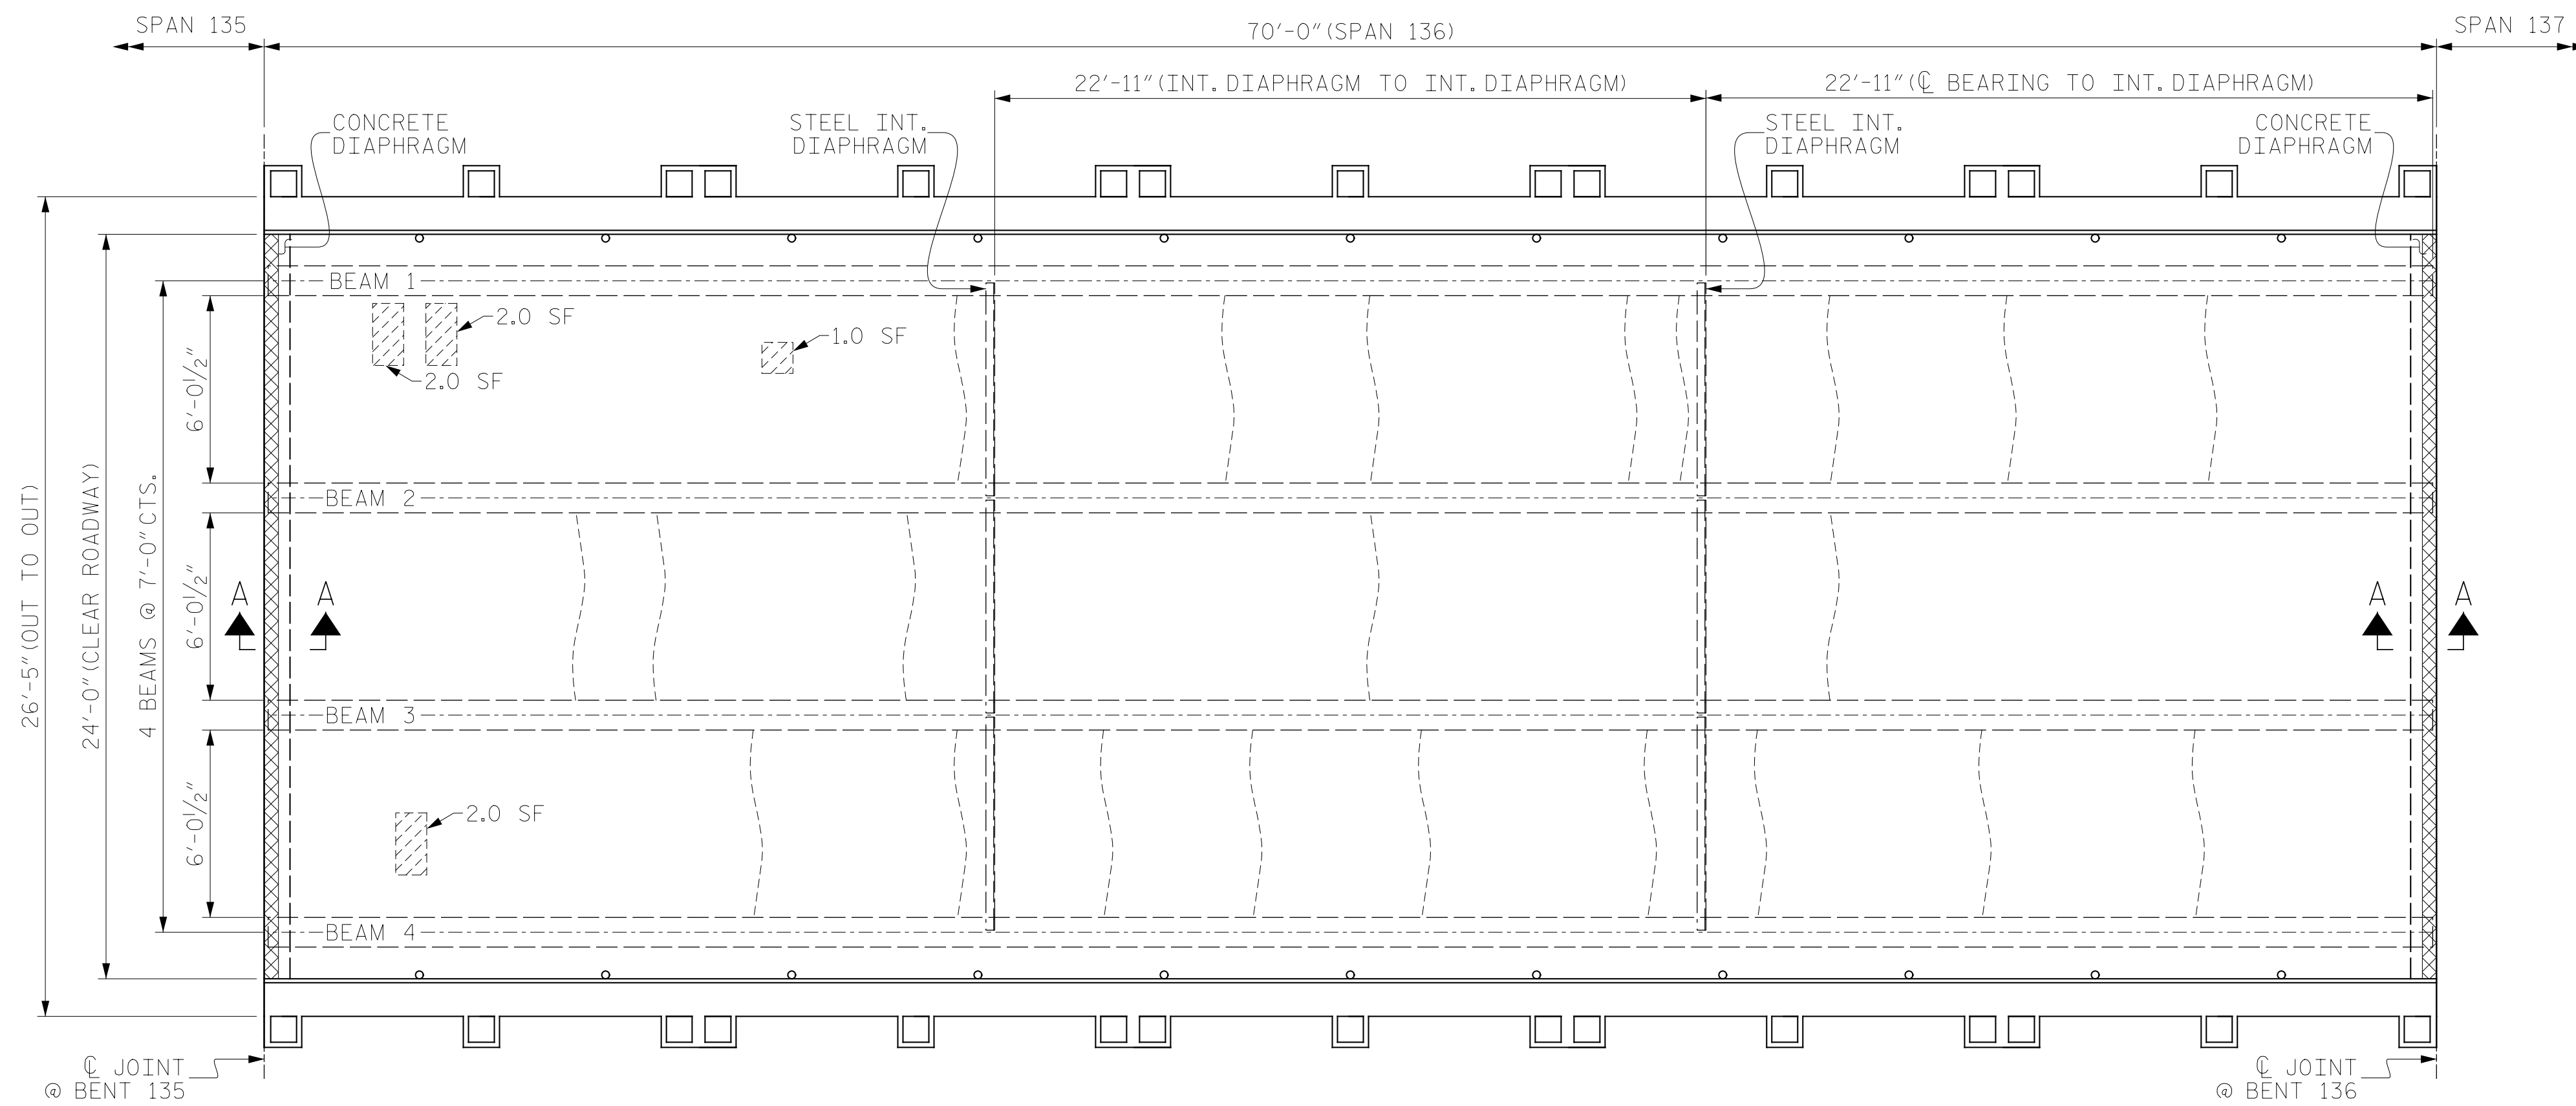 SPAN 135
70'-0" (SPAN 136)
SPAN 137
22'-11" (INT. DIAPHRAGM TO INT. DIAPHRAGM)
22'-11" (℄ BEARING TO INT. DIAPHRAGM)
CONCRETE
DIAPHRAGM
STEEL INT.
DIAPHRAGM
STEEL INT.
DIAPHRAGM
CONCRETE
DIAPHRAGM
BEAM 1
2.0 SF
1.0 SF
2.0 SF
6'-0½"
BEAM 2
26'-5" (OUT TO OUT)
24'-0" (CLEAR ROADWAY)
4 BEAMS @ 7'-0" CTS.
6'-0½"
A
A
A
A
BEAM 3
2.0 SF
6'-0½"
BEAM 4
℄ JOINT
@ BENT 135
℄ JOINT
@ BENT 136